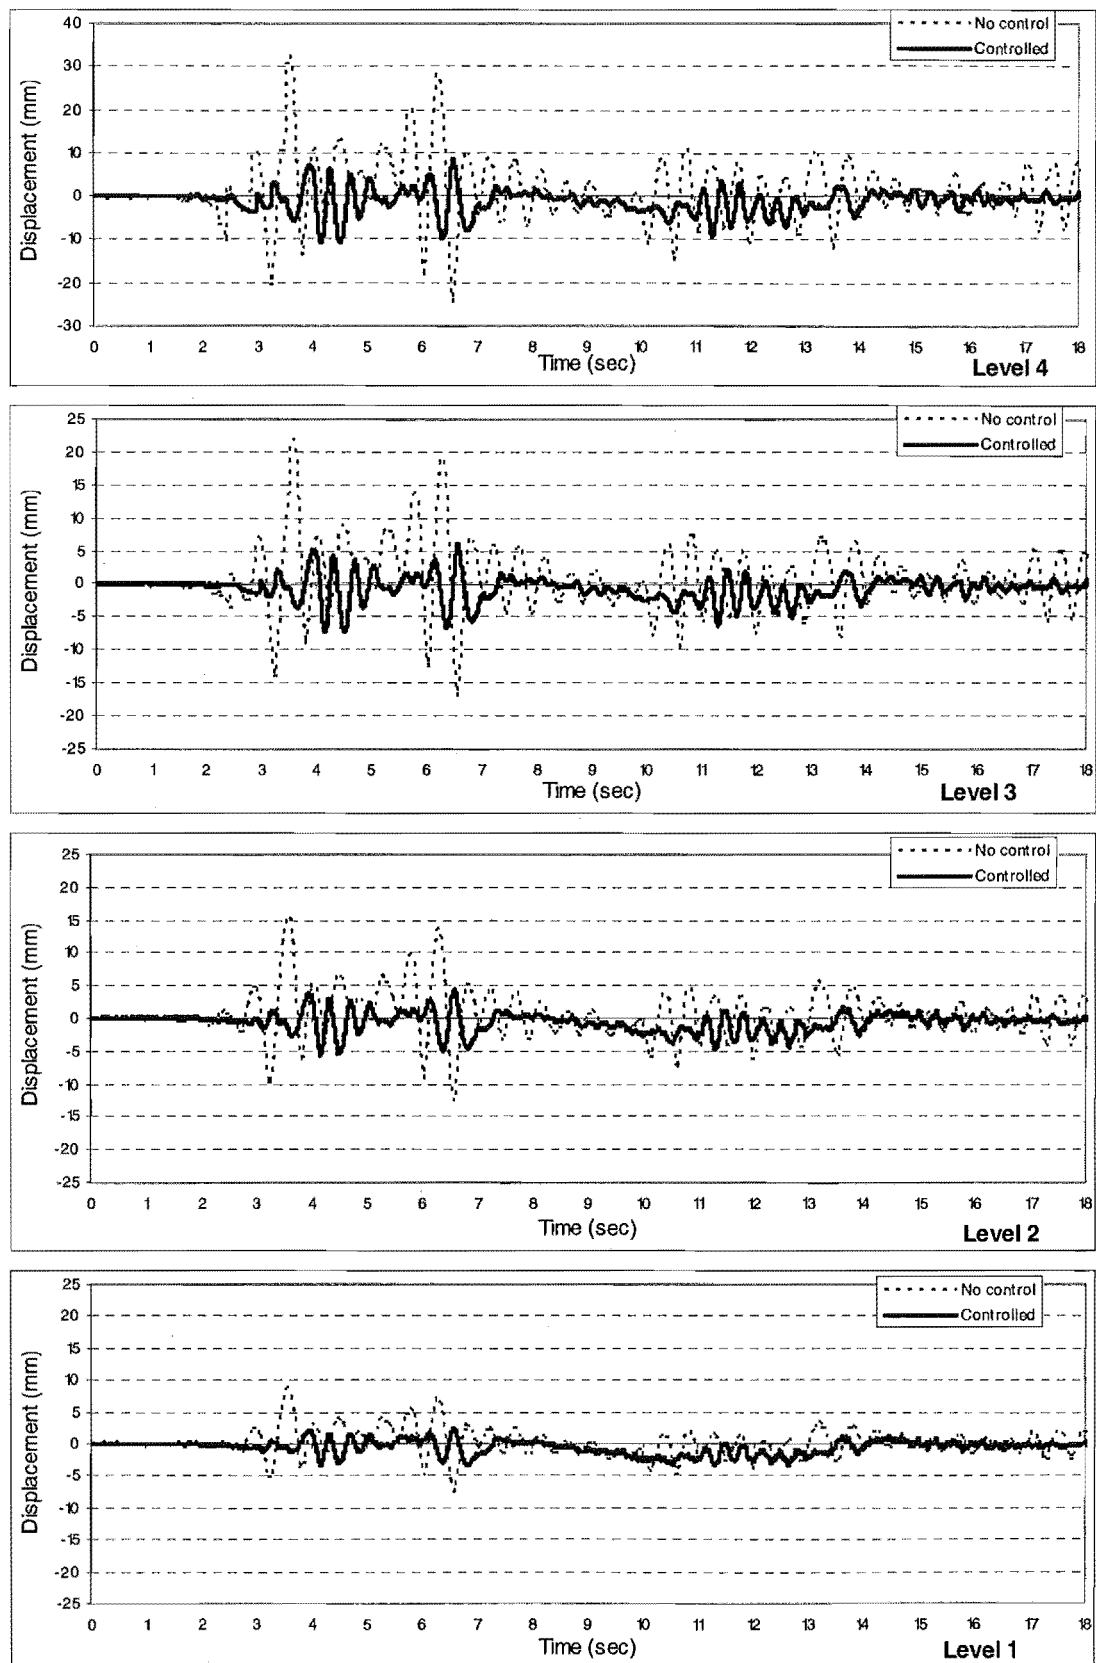 40
30
20
10
0
-10
-20
-30
Displacement (mm)
No control
Controlled
0 1 2 3 4 5 6 7 8 9 10 11 12 13 14 15 16 17 18
Time (sec)
Level 4
25
20
15
10
5
0
-5
-10
-15
-20
-25
Displacement (mm)
No control
Controlled
0 1 2 3 4 5 6 7 8 9 10 11 12 13 14 15 16 17 18
Time (sec)
Level 3
25
20
15
10
5
0
-5
-10
-15
-20
-25
Displacement (mm)
No control
Controlled
0 1 2 3 4 5 6 7 8 9 10 11 12 13 14 15 16 17 18
Time (sec)
Level 2
25
20
15
10
5
0
-5
-10
-15
-20
-25
Displacement (mm)
No control
Controlled
0 1 2 3 4 5 6 7 8 9 10 11 12 13 14 15 16 17 18
Time (sec)
Level 1